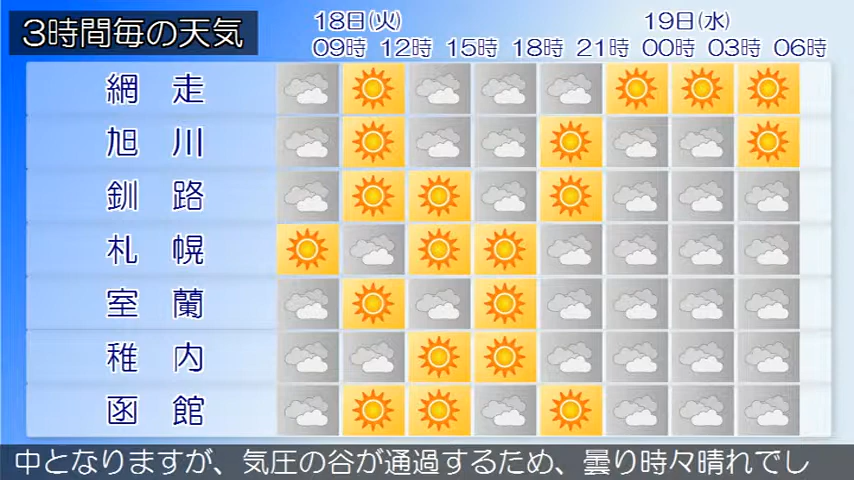 3時間毎の天気
18日(火) 19日(水)
09時 12時 15時 18時 21時 00時 03時 06時
網 走
旭 川
釧 路
札 幌
室 蘭
稚 内
函 館
中となりますが、気圧の谷が通過するため、曇り時々晴れでし